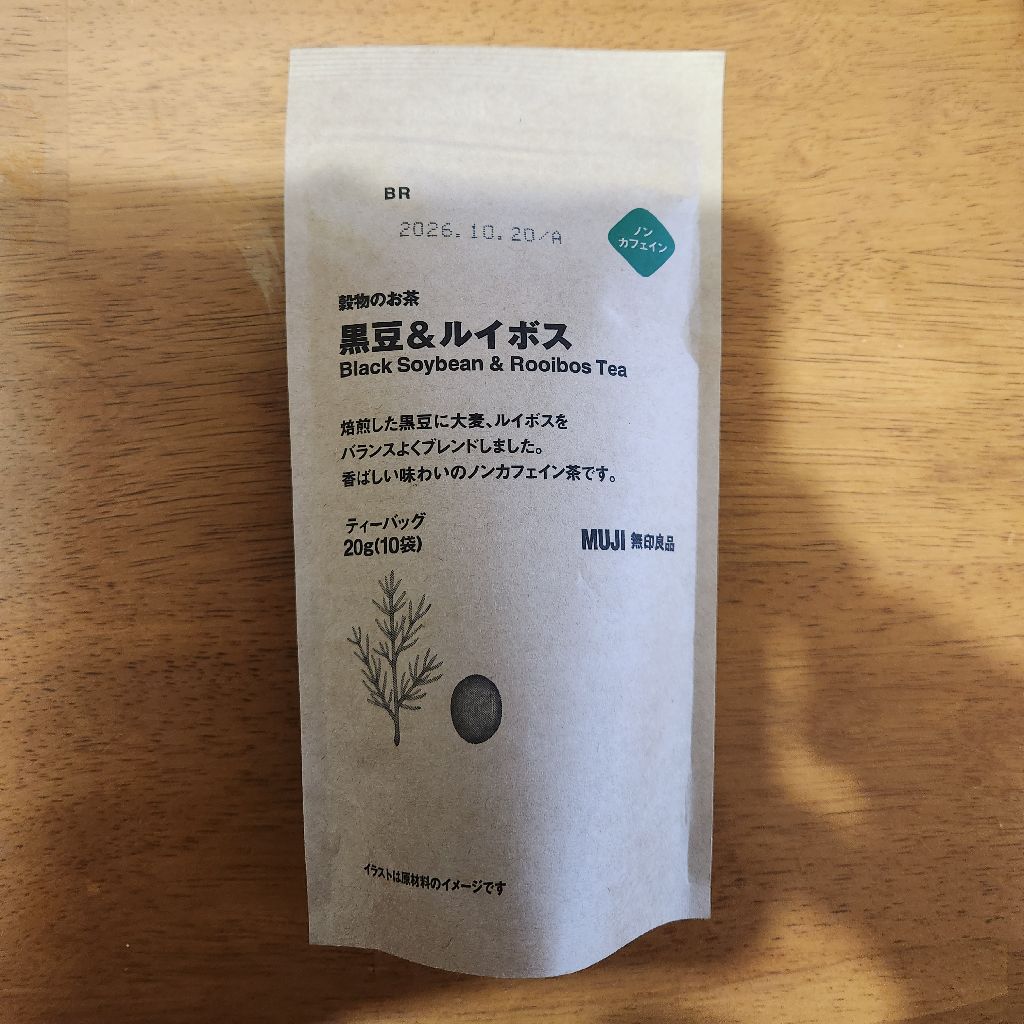 BR
2026.10.20/A
ノン
カフェイン
穀物のお茶
黒豆&ルイボス
Black Soybean & Rooibos Tea
焙煎した黒豆に大麦、ルイボスを
バランスよくブレンドしました。
香ばしい味わいのノンカフェイン茶です。
ティーバッグ
20g(10袋)
MUJI 無印良品
イラストは原材料のイメージです